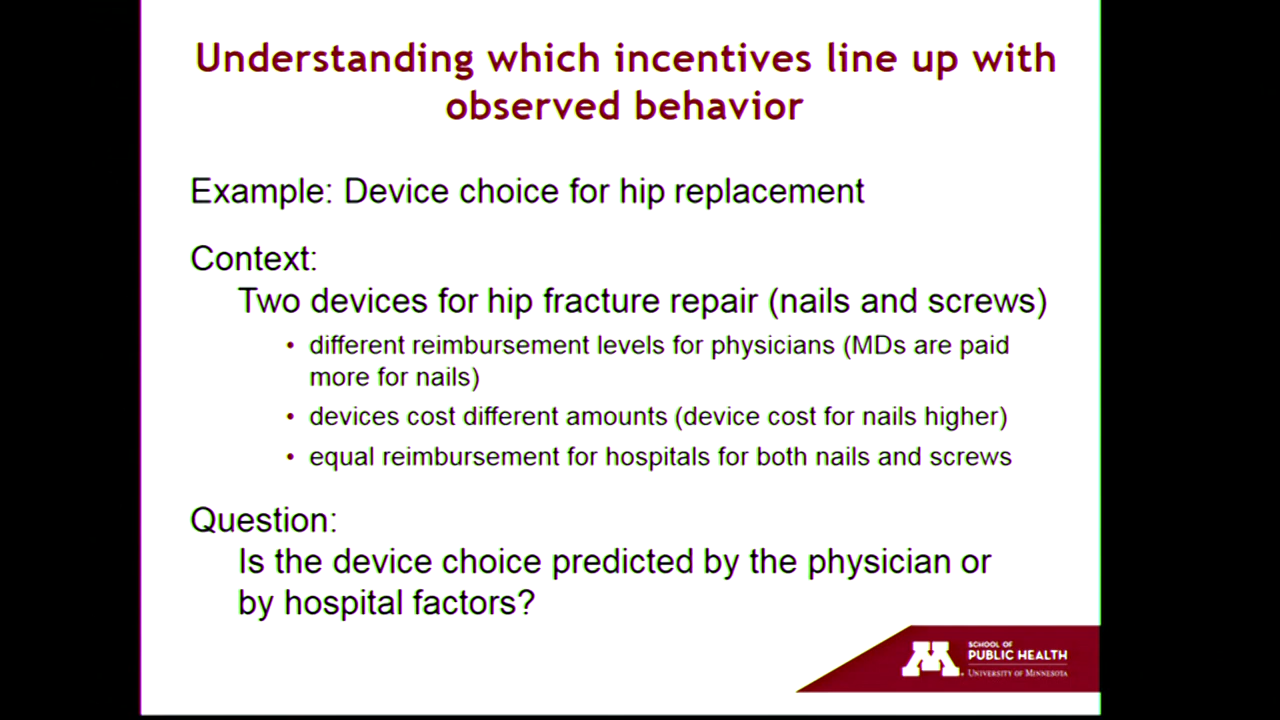 Understanding which incentives line up with
observed behavior
Example: Device choice for hip replacement
Context:
Two devices for hip fracture repair (nails and screws)
• different reimbursement levels for physicians (MDs are paid
more for nails)
• devices cost different amounts (device cost for nails higher)
• equal reimbursement for hospitals for both nails and screws
Question:
Is the device choice predicted by the physician or
by hospital factors?
M
SCHOOL OF
PUBLIC HEALTH
UNIVERSITY OF MINNESOTA